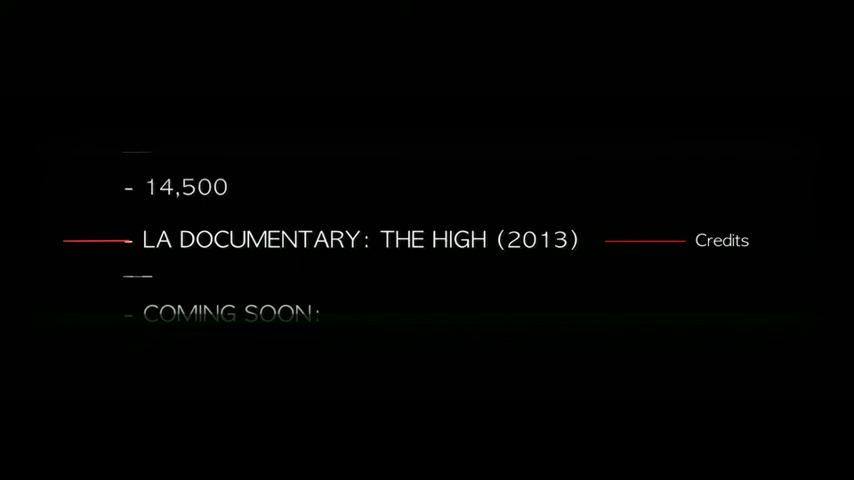 - 14,500
- LA DOCUMENTARY: THE HIGH (2013)
Credits
- COMING SOON: